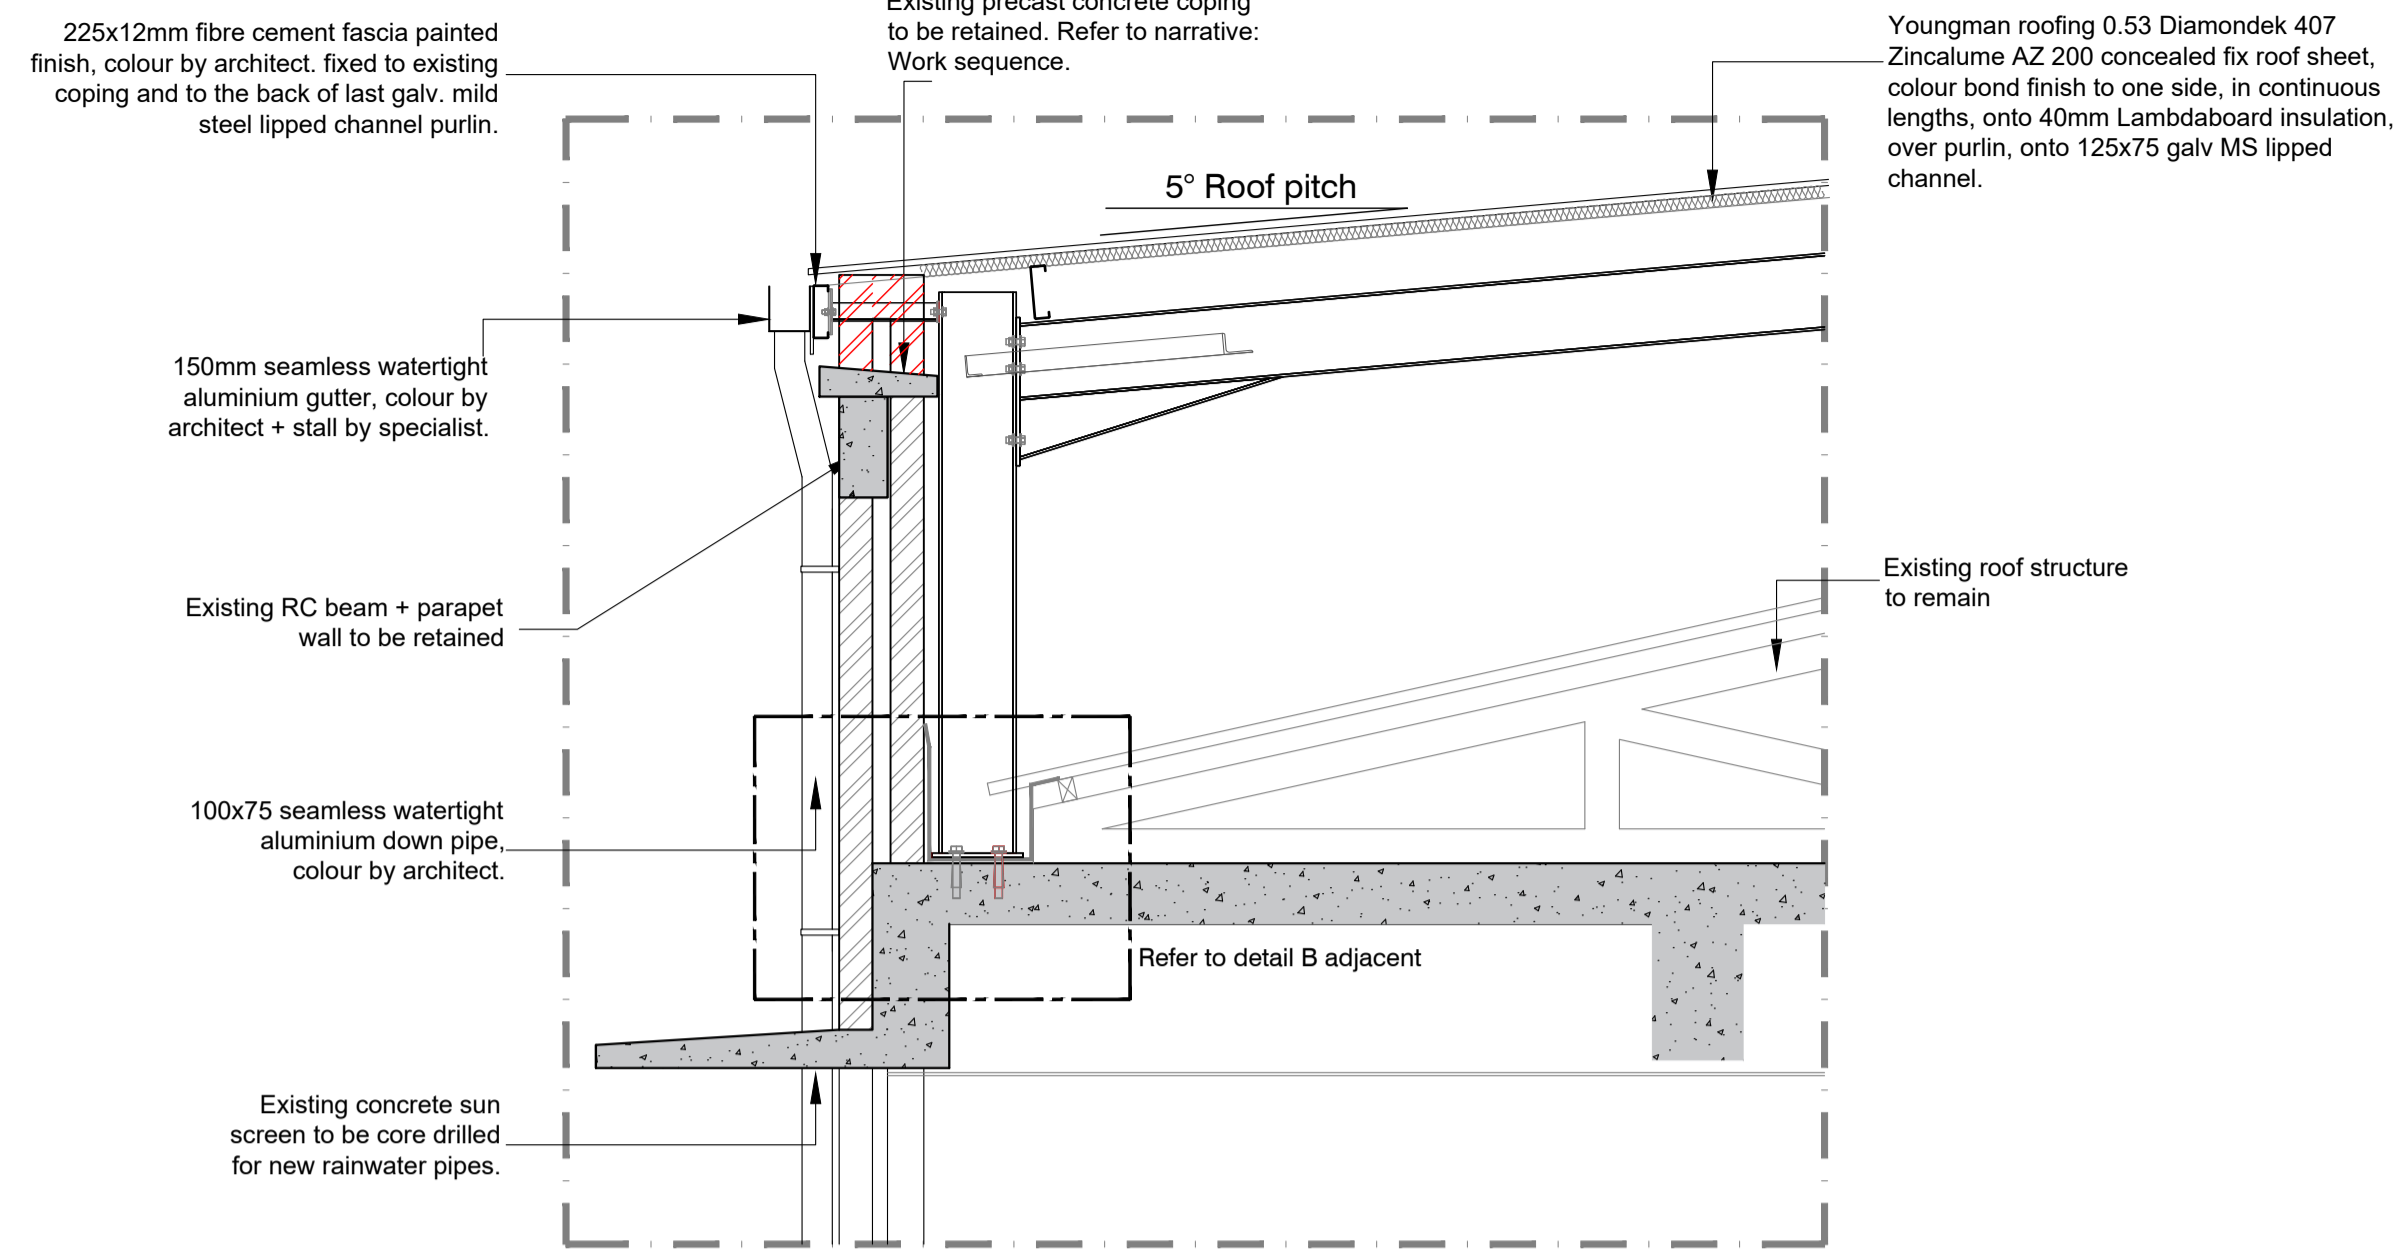 225x12mm fibre cement fascia painted
finish, colour by architect. fixed to existing
coping and to the back of last galv. mild
steel lipped channel purlin.
Existing precast concrete coping
to be retained. Refer to narrative:
Work sequence.
Youngman roofing 0.53 Diamondek 407
Zincalume AZ 200 concealed fix roof sheet,
colour bond finish to one side, in continuous
lengths, onto 40mm Lambdaboard insulation,
over purlin, onto 125x75 galv MS lipped
channel.
5° Roof pitch
150mm seamless watertight
aluminium gutter, colour by
architect + stall by specialist.
Existing RC beam + parapet
wall to be retained
Existing roof structure
to remain
100x75 seamless watertight
aluminium down pipe,
colour by architect.
Refer to detail B adjacent
Existing concrete sun
screen to be core drilled
for new rainwater pipes.